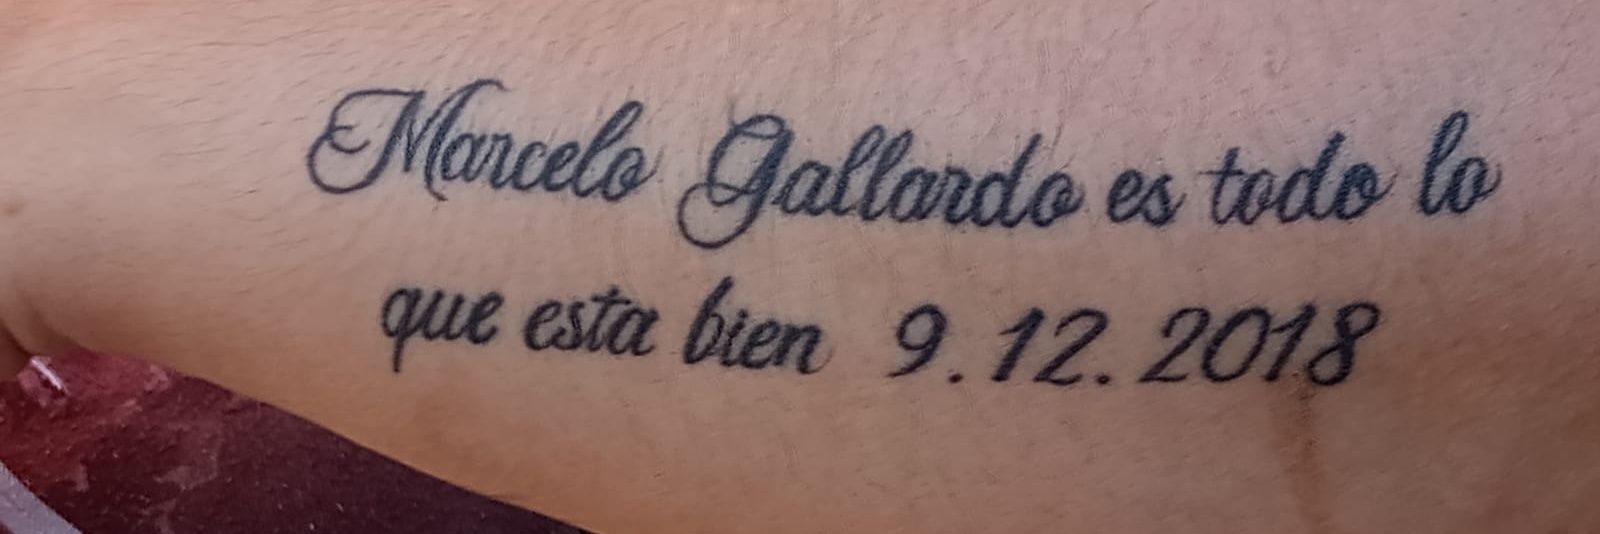 Marcelo Gallardo es todo lo
que esta bien 9.12.2018